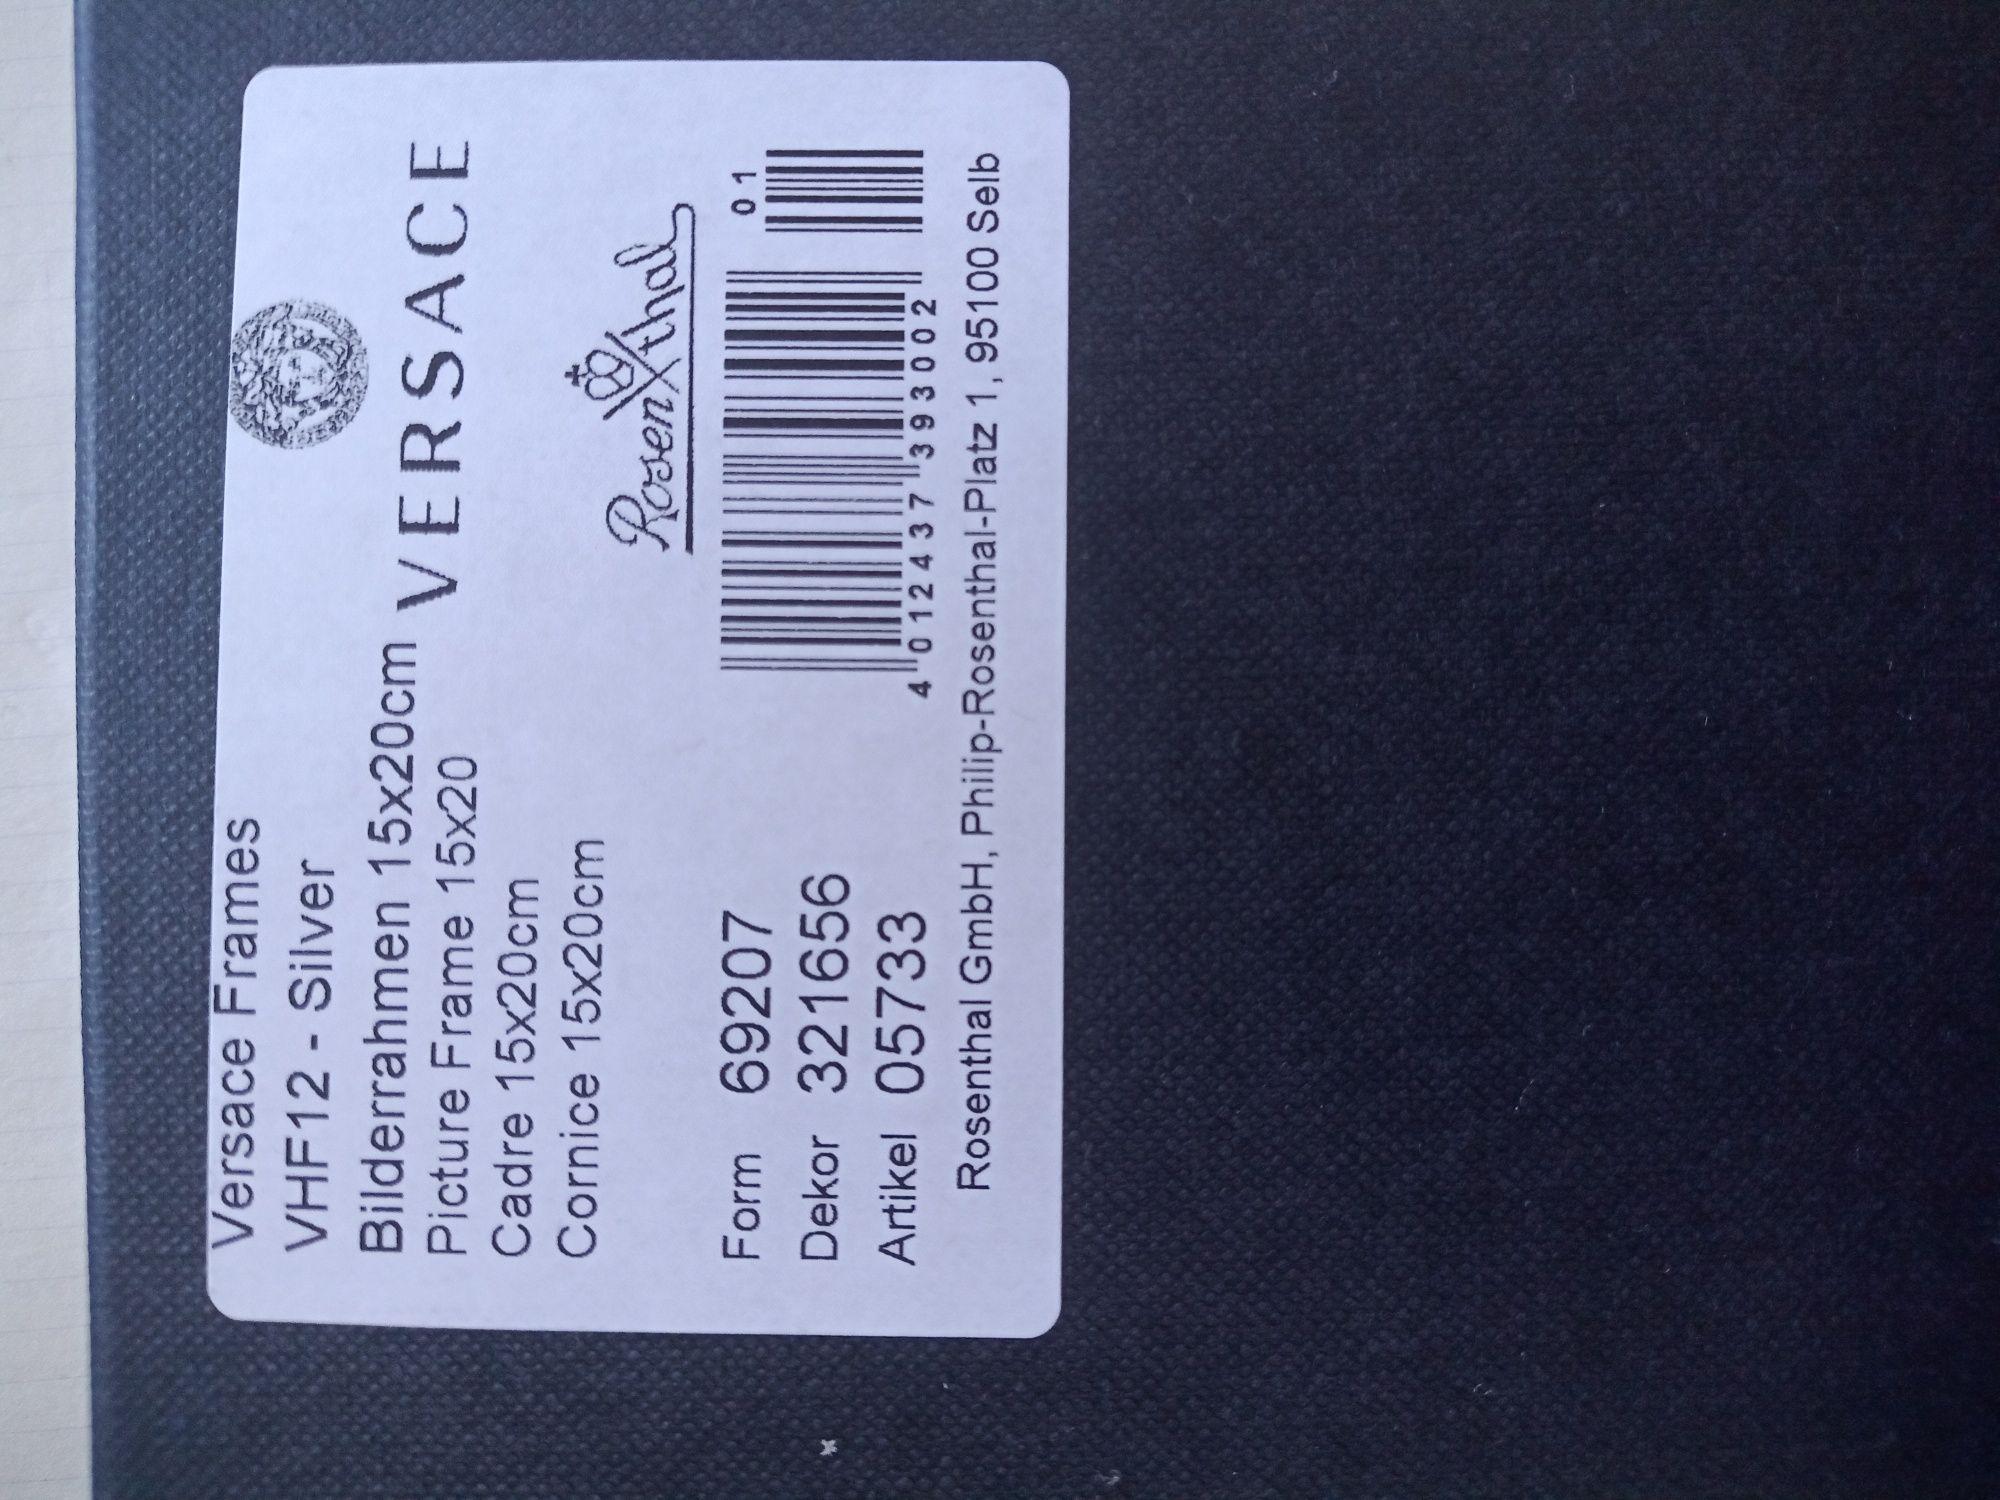 Versace Frames
VHF12 - Silver
Bilderrahmen 15x20cm
Picture Frame 15x20
Cadre 15x20cm
Cornice 15x20cm
VERSACE
Rosenthal
Form 69207
Dekor 321656
Artikel 05733
01
4 012437 393002
Rosenthal GmbH, Philip-Rosenthal-Platz 1, 95100 Selb